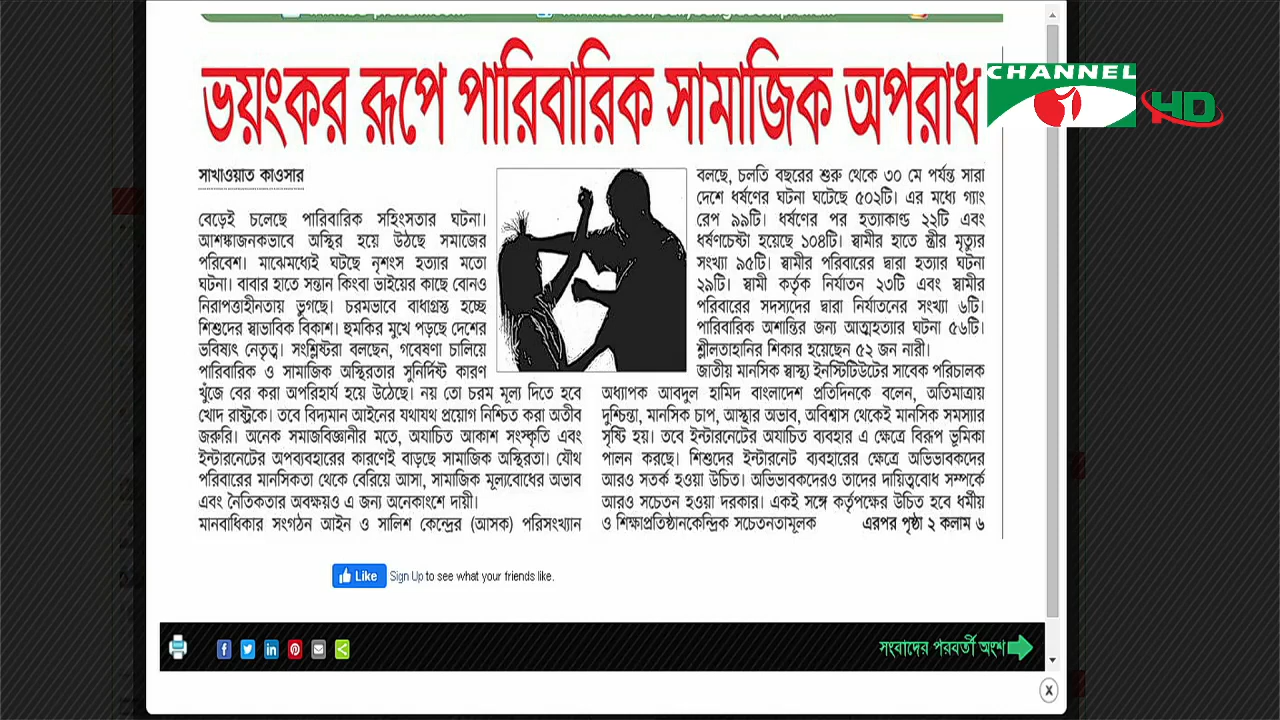 ভয়ংকর রূপে পারিবারিক সামাজিক অপরাধ
CHANNEL
HD
সাখাওয়াত কাওসার
বেড়েই চলেছে পারিবারিক সহিংসতার ঘটনা।
আশঙ্কাজনকভাবে অস্থির হয়ে উঠছে সমাজের
পরিবেশ। মাঝেমধ্যেই ঘটছে নৃশংস হত্যার মতো
ঘটনা। বাবার হাতে সন্তান কিংবা ভাইয়ের কাছে বোনও
নিরাপত্তাহীনতায় ভুগছে। চরমভাবে বাধাগ্রস্ত হচ্ছে
শিশুদের স্বাভাবিক বিকাশ। হুমকির মুখে পড়ছে দেশের
ভবিষ্যৎ নেতৃত্ব। সংশ্লিষ্টরা বলছেন, গবেষণা চালিয়ে
পারিবারিক ও সামাজিক অস্থিরতার সুনির্দিষ্ট কারণ
খুঁজে বের করা অপরিহার্য হয়ে উঠেছে। নয় তো চরম মূল্য দিতে হবে
খোদ রাষ্ট্রকে। তবে বিদ্যমান আইনের যথাযথ প্রয়োগ নিশ্চিত করা অতীব
জরুরি। অনেক সমাজবিজ্ঞানীর মতে, অযাচিত আকাশ সংস্কৃতি এবং
ইন্টারনেটের অপব্যবহারের কারণেই বাড়ছে সামাজিক অস্থিরতা। যৌথ
পরিবারের মানসিকতা থেকে বেরিয়ে আসা, সামাজিক মূল্যবোধের অভাব
এবং নৈতিকতার অবক্ষয়ও এ জন্য অনেকাংশে দায়ী।
মানবাধিকার সংগঠন আইন ও সালিশ কেন্দ্রের (আসক) পরিসংখ্যান
বলছে, চলতি বছরের শুরু থেকে ৩০ মে পর্যন্ত সারা
দেশে ধর্ষণের ঘটনা ঘটেছে ৫০২টি। এর মধ্যে গ্যাং
রেপ ৯৯টি। ধর্ষণের পর হত্যাকাণ্ড ২২টি এবং
ধর্ষণচেষ্টা হয়েছে ১০৪টি। স্বামীর হাতে স্ত্রীর মৃত্যুর
সংখ্যা ৯৫টি। স্বামীর পরিবারের দ্বারা হত্যার ঘটনা
২৯টি। স্বামী কর্তৃক নির্যাতন ২৩টি এবং স্বামীর
পরিবারের সদস্যদের দ্বারা নির্যাতনের সংখ্যা ৬টি।
পারিবারিক অশান্তির জন্য আত্মহত্যার ঘটনা ৫৬টি।
শ্লীলতাহানির শিকার হয়েছেন ৫২ জন নারী।
জাতীয় মানসিক স্বাস্থ্য ইনস্টিটিউটের সাবেক পরিচালক
অধ্যাপক আবদুল হামিদ বাংলাদেশ প্রতিদিনকে বলেন, অতিমাত্রায়
দুশ্চিন্তা, মানসিক চাপ, আস্থার অভাব, অবিশ্বাস থেকেই মানসিক সমস্যার
সৃষ্টি হয়। তবে ইন্টারনেটের অযাচিত ব্যবহার এ ক্ষেত্রে বিরূপ ভূমিকা
পালন করছে। শিশুদের ইন্টারনেট ব্যবহারের ক্ষেত্রে অভিভাবকদের
আরও সতর্ক হওয়া উচিত। অভিভাবকদেরও তাদের দায়িত্ববোধ সম্পর্কে
আরও সচেতন হওয়া দরকার। একই সঙ্গে কর্তৃপক্ষের উচিত হবে ধর্মীয়
ও শিক্ষাপ্রতিষ্ঠানকেন্দ্রিক সচেতনতামূলক এরপর পৃষ্ঠা ২ কলাম ৬
Like Sign Up to see what your friends like.
সংবাদের পরবর্তী অংশ
X